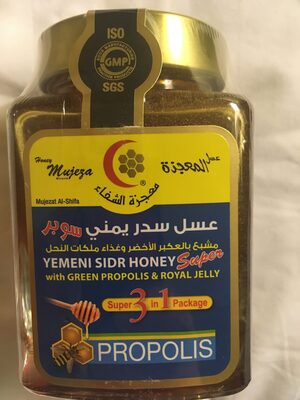 ISO
GMP
SGS
Honey
Mujeza
عسل المعجزة
Mujezat Al-Shifa
معجزة الشفاء
®
عسل سدر يمني سوبر
مشبع بالعكبر الأخضر وغذاء ملكات النحل
YEMENI SIDR HONEY Super
with GREEN PROPOLIS & ROYAL JELLY
Super 3 in 1 Package
PROPOLIS